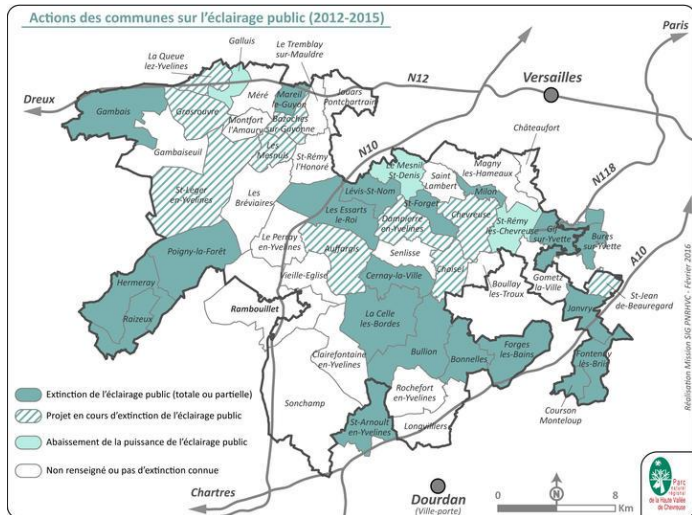 Actions des communes sur l'éclairage public (2012-2015)
Paris
Galluis
La Queue
lez-Yvelines
Le Tremblay
sur-Mauldre
N12
Versailles
Dreux
Gambais
Grosrouvre
Méré
Mareil
le-Guyon
Jouars
Pontchartrain
Montfort
l'Amaury
Bazoches
sur-Guyonne
Gambaiseuil
Les
Mesnuls
St-Rémy
l'Honoré
N10
Châteaufort
Le Mesnil
St-Denis
Magny
les-Hameaux
N118
St-Léger
en-Yvelines
Les
Bréviaires
Lévis-St-Nom
Saint
Lambert
Milon
Les Essarts
le-Roi
St-Forget
Dampierre
en-Yvelines
Chevreuse
St-Rémy
lès-Chevreuse
Gif
sur-Yvette
Bures
sur-Yvette
A10
Poigny-la-Forêt
Le Perray
en-Yvelines
Auffargis
Senlisse
Choisel
Hermeray
Vieille-Eglise
Cernay-la-Ville
Boullay
les-Troux
Gometz
la-Ville
St-Jean
de-Beauregard
Raizeux
Rambouillet
La Celle
les-Bordes
Janvry
Clairefontaine
en-Yvelines
Bullion
Bonnelles
Forges
les-Bains
Fontenay
lès-Briis
Sonchamp
Rochefort
en-Yvelines
St-Arnoult
en-Yvelines
Longvilliers
Courson
Monteloup
Extinction de l'éclairage public (totale ou partielle)
Projet en cours d'extinction de l'éclairage public
Abaissement de la puissance de l'éclairage public
Non renseigné ou pas d'extinction connue
Chartres
Dourdan
(Ville-porte)
N
0
8
Km
Réalisation Mission SIG PNRHVC - Février 2016
Parc
naturel
régional
de la Haute Vallée
de Chevreuse